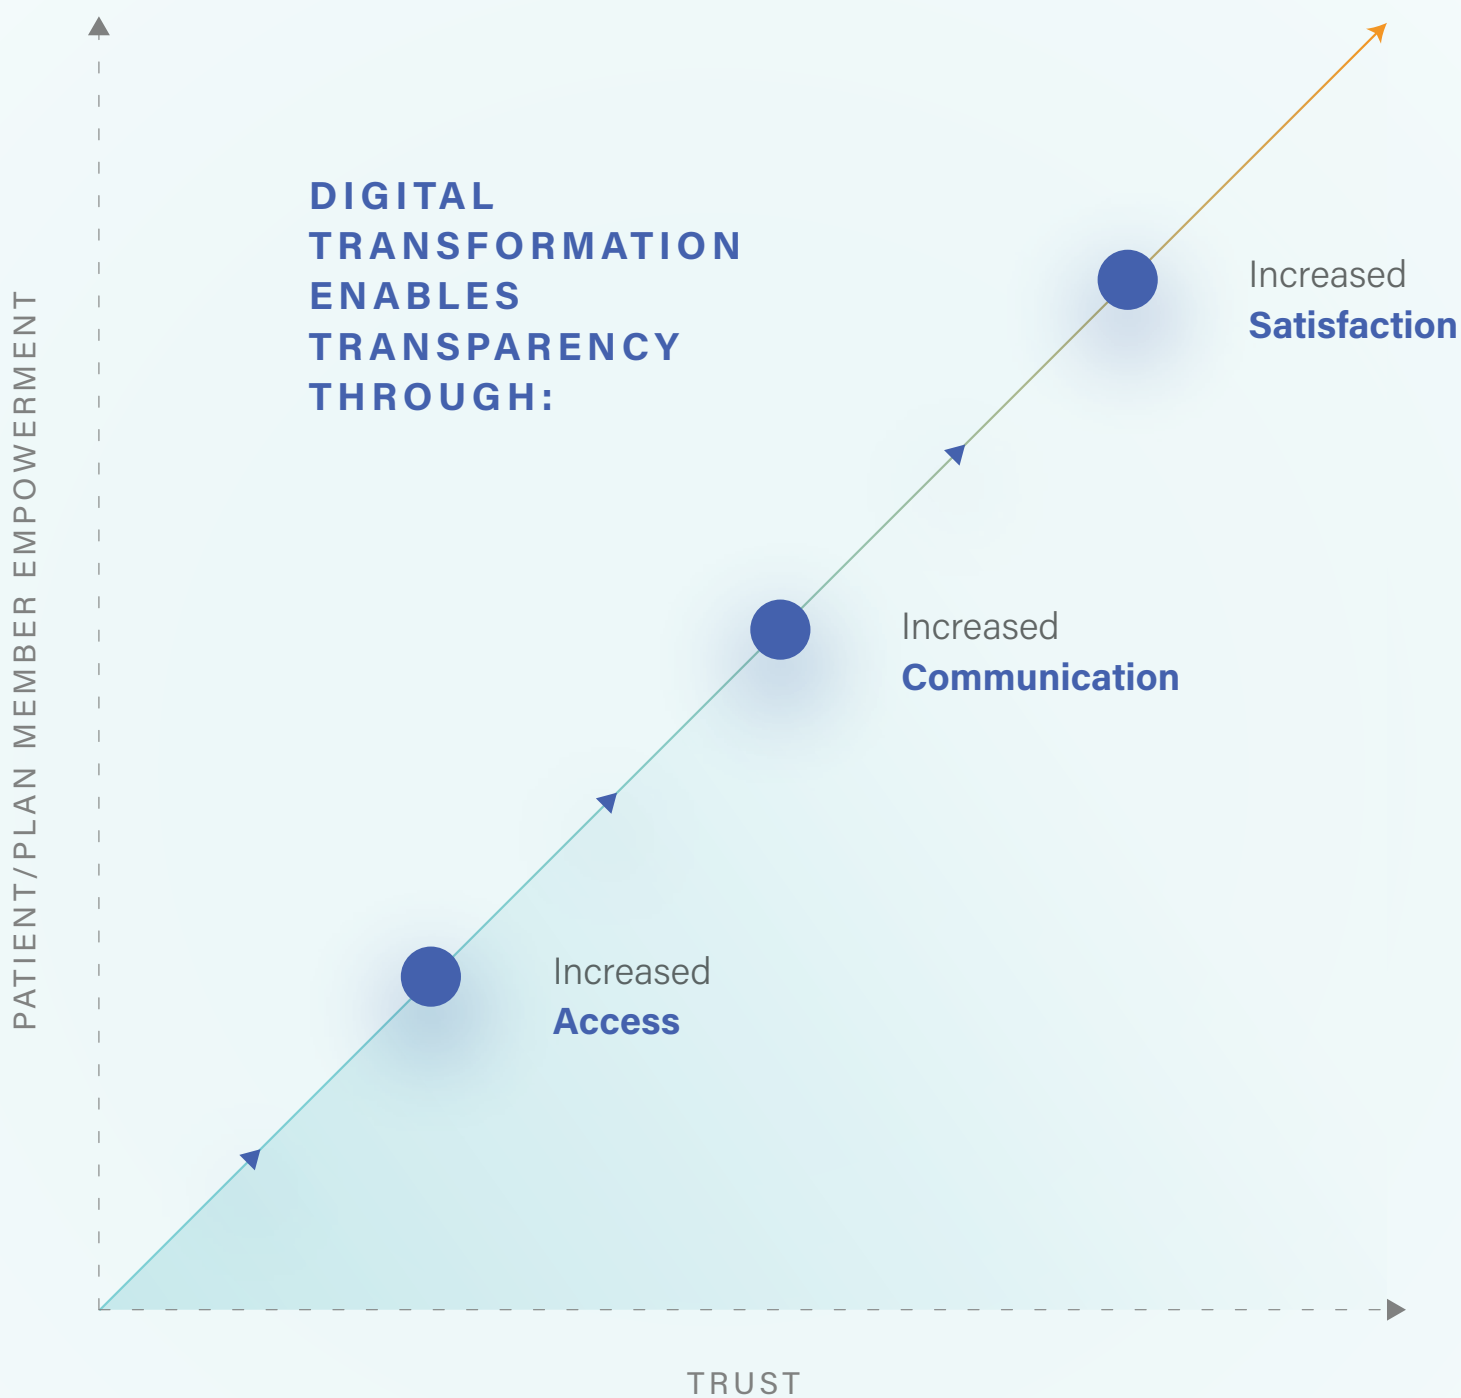 DIGITAL
TRANSFORMATION
ENABLES
TRANSPARENCY
THROUGH:
Increased
Satisfaction
Increased
Communication
Increased
Access
PATIENT/PLAN MEMBER EMPOWERMENT
TRUST